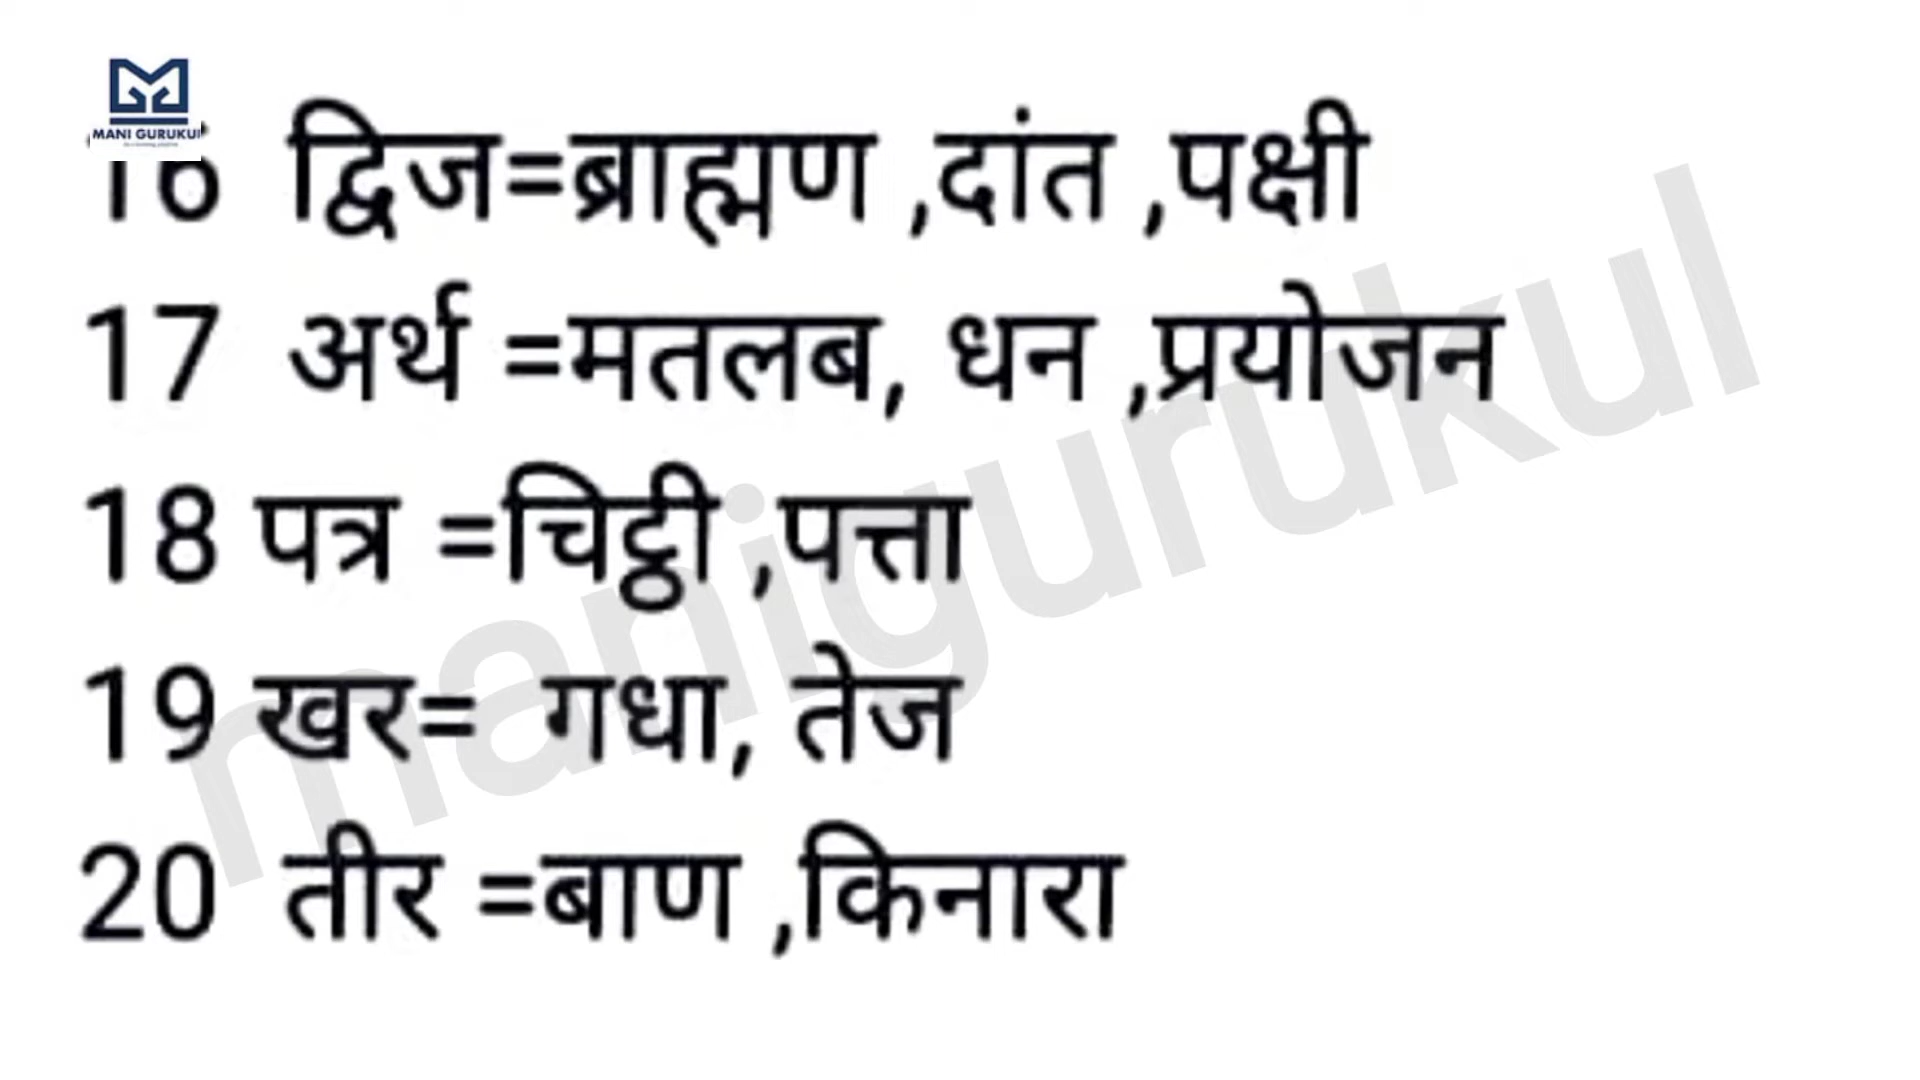 MANI GURUKUL
16 द्विज=ब्राह्मण ,दांत ,पक्षी
17 अर्थ =मतलब, धन ,प्रयोजन
18 पत्र =चिट्ठी ,पत्ता
19 खर= गधा, तेज
20 तीर =बाण ,किनारा
manigurukul